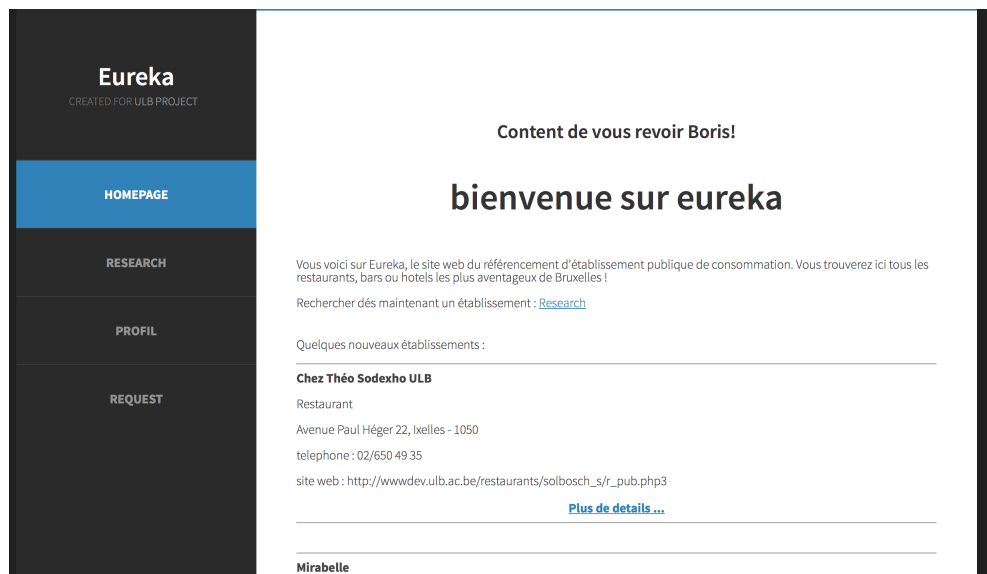 Eureka
CREATED FOR ULB PROJECT
HOMEPAGE
RESEARCH
PROFIL
REQUEST
Content de vous revoir Boris!
bienvenue sur eureka
Vous voici sur Eureka, le site web du référencement d'établissement publique de consommation. Vous trouverez ici tous les
restaurants, bars ou hotels les plus aventageux de Bruxelles !
Rechercher dés maintenant un établissement : Research
Quelques nouveaux établissements :
Chez Théo Sodexho ULB
Restaurant
Avenue Paul Héger 22, Ixelles - 1050
telephone : 02/650 49 35
site web : http://wwwdev.ulb.ac.be/restaurants/solbosch_s/r_pub.php3
Plus de details ...
Mirabelle